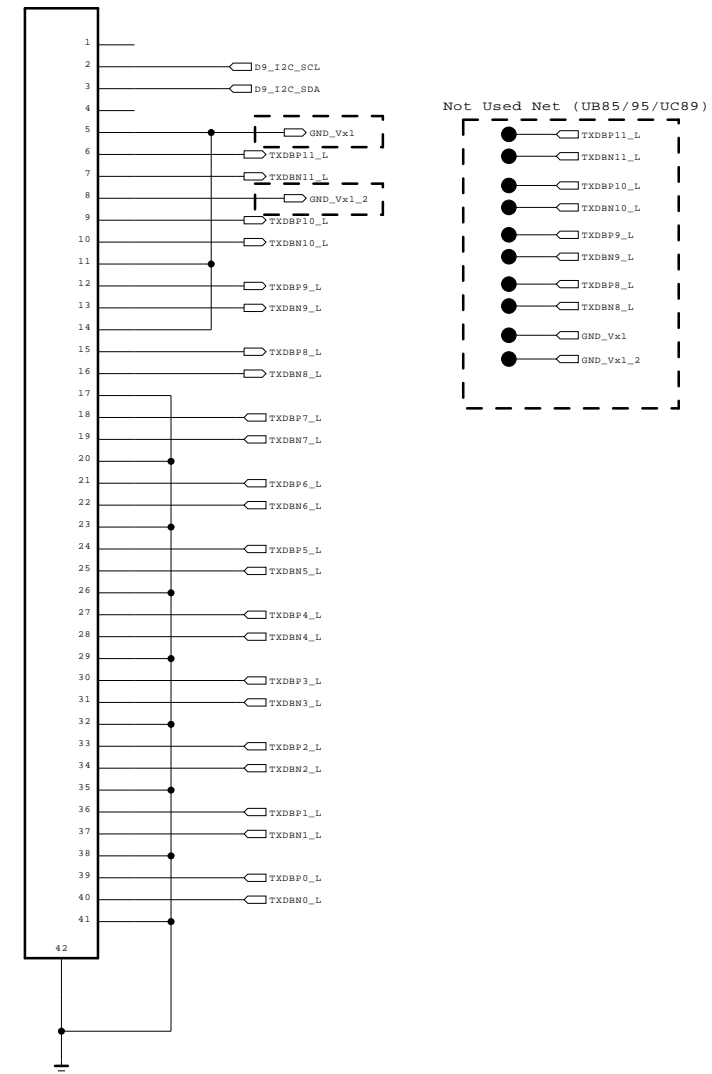 1
2 D9_I2C_SCL
3 D9_I2C_SDA
4
5 GND_Vx1
6 TXDBP11_L
7 TXDBN11_L
8 GND_Vx1_2
9 TXDBP10_L
10 TXDBN10_L
11
12 TXDBP9_L
13 TXDBN9_L
14
15 TXDBP8_L
16 TXDBN8_L
17
18 TXDBP7_L
19 TXDBN7_L
20
21 TXDBP6_L
22 TXDBN6_L
23
24 TXDBP5_L
25 TXDBN5_L
26
27 TXDBP4_L
28 TXDBN4_L
29
30 TXDBP3_L
31 TXDBN3_L
32
33 TXDBP2_L
34 TXDBN2_L
35
36 TXDBP1_L
37 TXDBN1_L
38
39 TXDBP0_L
40 TXDBN0_L
41
42
Not Used Net (UB85/95/UC89)
TXDBP11_L
TXDBN11_L
TXDBP10_L
TXDBN10_L
TXDBP9_L
TXDBN9_L
TXDBP8_L
TXDBN8_L
GND_Vx1
GND_Vx1_2